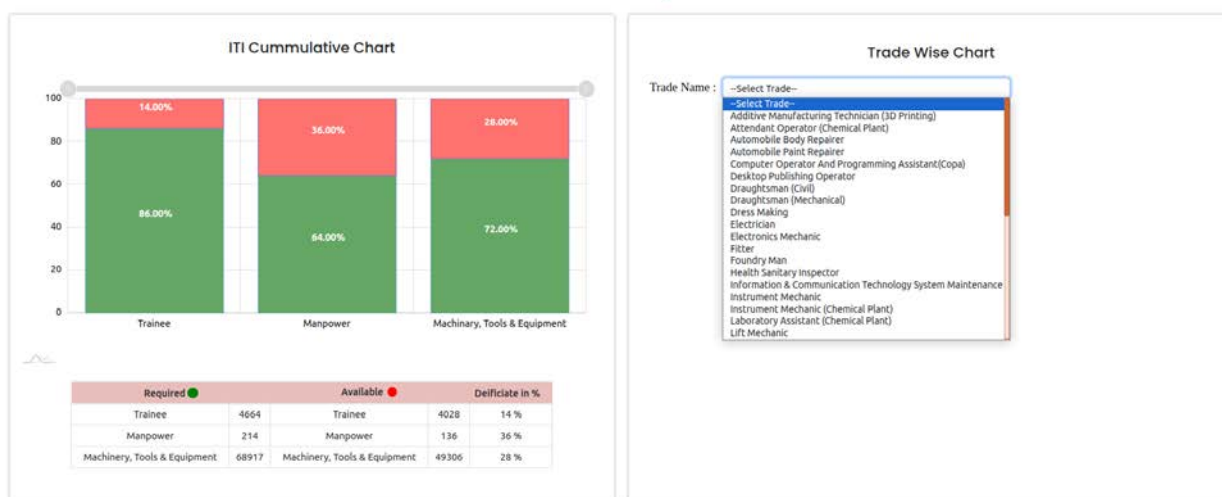 ITI Cummulative Chart
100
80
60
40
20
0
14.00%
86.00%
36.00%
64.00%
28.00%
72.00%
Trainee Manpower Machinary, Tools & Equipment
Required Available Deificiate in %
Trainee 4664 Trainee 4028 14 %
Manpower 214 Manpower 136 36 %
Machinery, Tools & Equipment 68917 Machinery, Tools & Equipment 49306 28 %
Trade Wise Chart
Trade Name : --Select Trade--
--Select Trade--
Additive Manufacturing Technician (3D Printing)
Attendant Operator (Chemical Plant)
Automobile Body Repairer
Automobile Paint Repairer
Computer Operator And Programming Assistant(Copa)
Desktop Publishing Operator
Draughtsman (Civil)
Draughtsman (Mechanical)
Dress Making
Electrician
Electronics Mechanic
Fitter
Foundry Man
Health Sanitary Inspector
Information & Communication Technology System Maintenance
Instrument Mechanic
Instrument Mechanic (Chemical Plant)
Laboratory Assistant (Chemical Plant)
Lift Mechanic